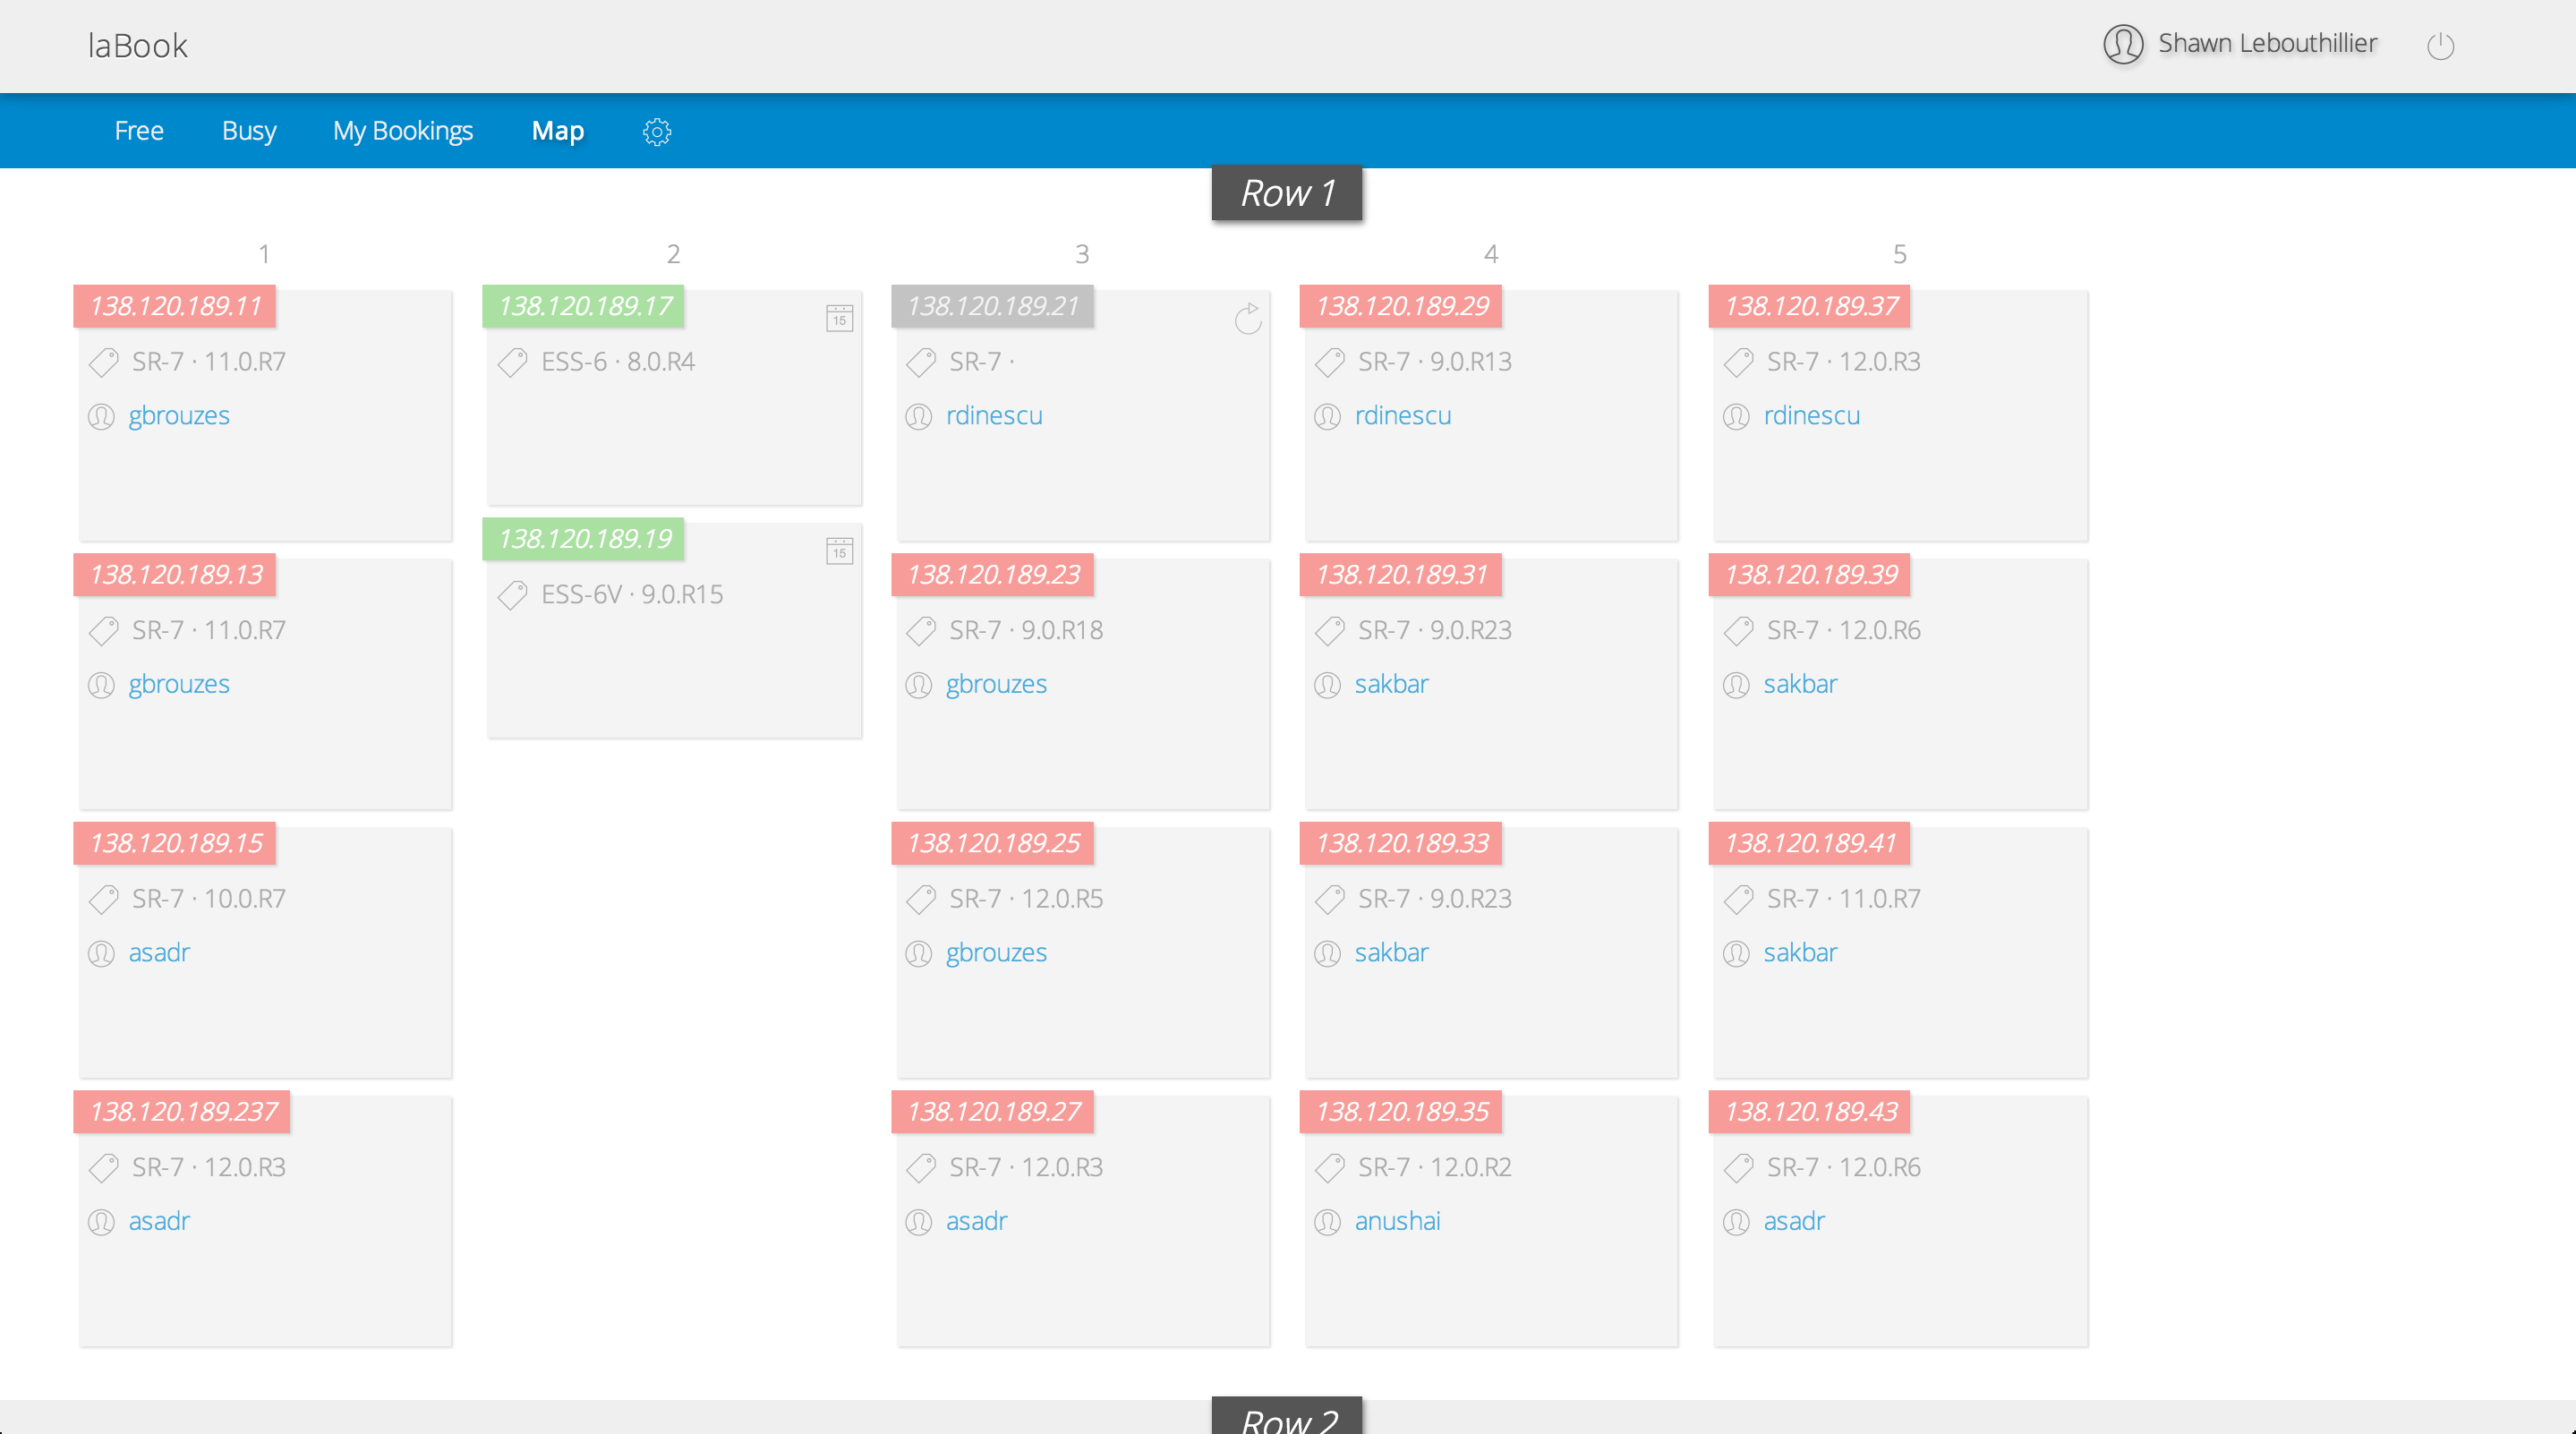 laBook
Shawn Lebouthillier
Free Busy My Bookings Map
Row 1
1
138.120.189.11
SR-7 · 11.0.R7
gbrouzes
138.120.189.13
SR-7 · 11.0.R7
gbrouzes
138.120.189.15
SR-7 · 10.0.R7
asadr
138.120.189.237
SR-7 · 12.0.R3
asadr
2
138.120.189.17
15
ESS-6 · 8.0.R4
138.120.189.19
15
ESS-6V · 9.0.R15
3
138.120.189.21
SR-7 ·
rdinescu
138.120.189.23
SR-7 · 9.0.R18
gbrouzes
138.120.189.25
SR-7 · 12.0.R5
gbrouzes
138.120.189.27
SR-7 · 12.0.R3
asadr
4
138.120.189.29
SR-7 · 9.0.R13
rdinescu
138.120.189.31
SR-7 · 9.0.R23
sakbar
138.120.189.33
SR-7 · 9.0.R23
sakbar
138.120.189.35
SR-7 · 12.0.R2
anushai
5
138.120.189.37
SR-7 · 12.0.R3
rdinescu
138.120.189.39
SR-7 · 12.0.R6
sakbar
138.120.189.41
SR-7 · 11.0.R7
sakbar
138.120.189.43
SR-7 · 12.0.R6
asadr
Row 2